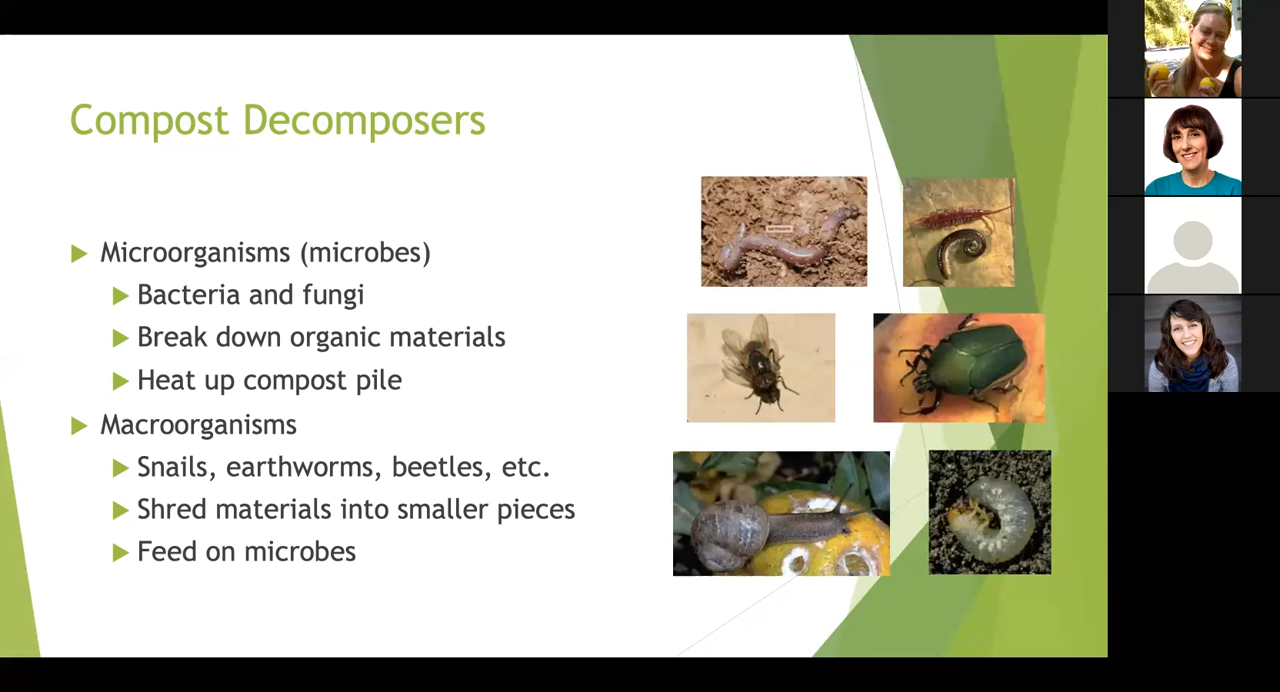 Compost Decomposers
Microorganisms (microbes)
Bacteria and fungi
Break down organic materials
Heat up compost pile
Macroorganisms
Snails, earthworms, beetles, etc.
Shred materials into smaller pieces
Feed on microbes